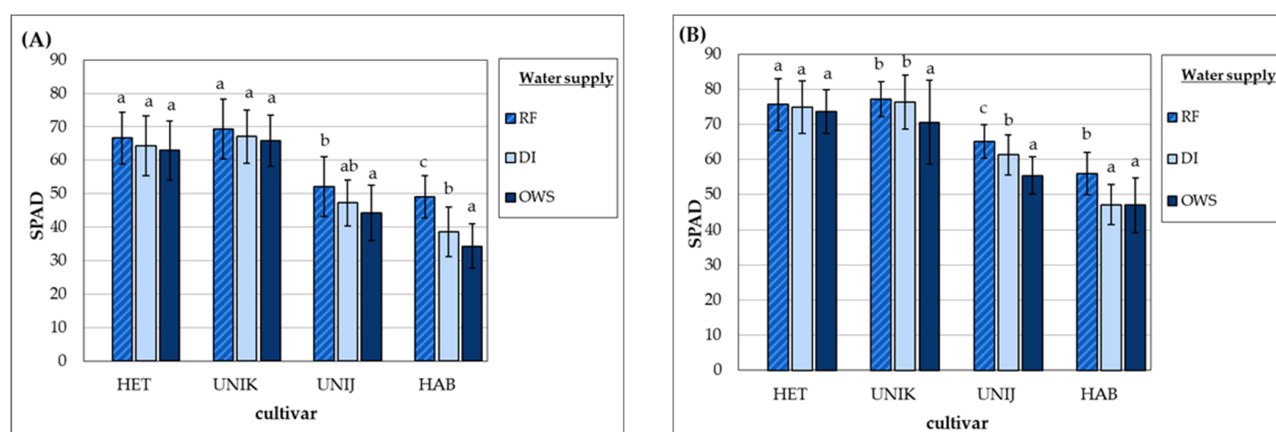 (A)
90
80
70
60
50
40
30
20
10
0
SPAD
a a a
a a a
b ab a
c b a
HET UNIK UNIJ HAB
cultivar
Water supply
RF
DI
OWS
(B)
90
80
70
60
50
40
30
20
10
0
SPAD
a a a
b b a
c b a
b a a
HET UNIK UNIJ HAB
cultivar
Water supply
RF
DI
OWS